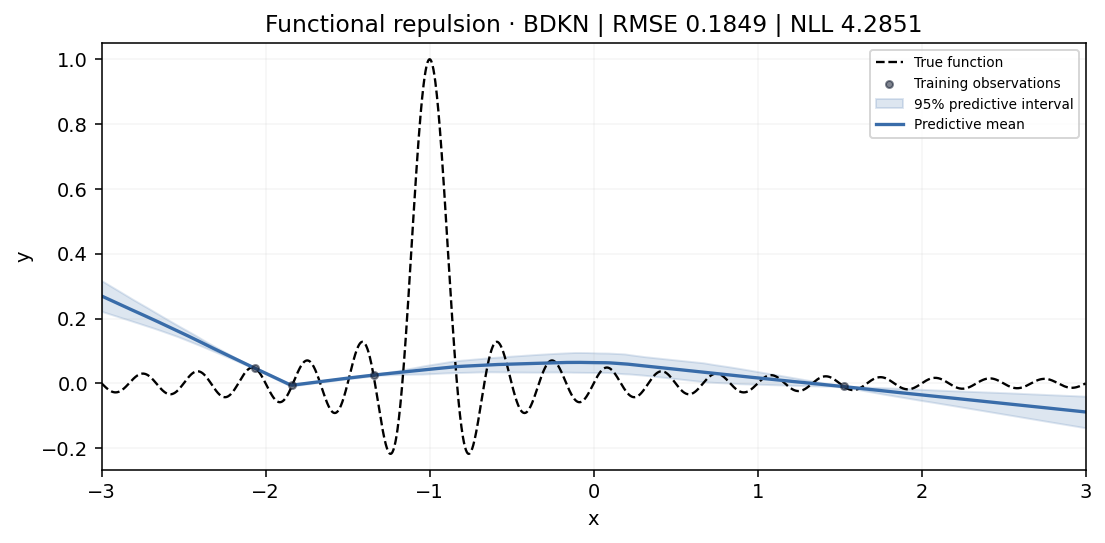 Functional repulsion · BDKN | RMSE 0.1849 | NLL 4.2851
True function
Training observations
95% predictive interval
Predictive mean
1.0
0.8
0.6
0.4
0.2
0.0
−0.2
y
−3
−2
−1
0
1
2
3
x